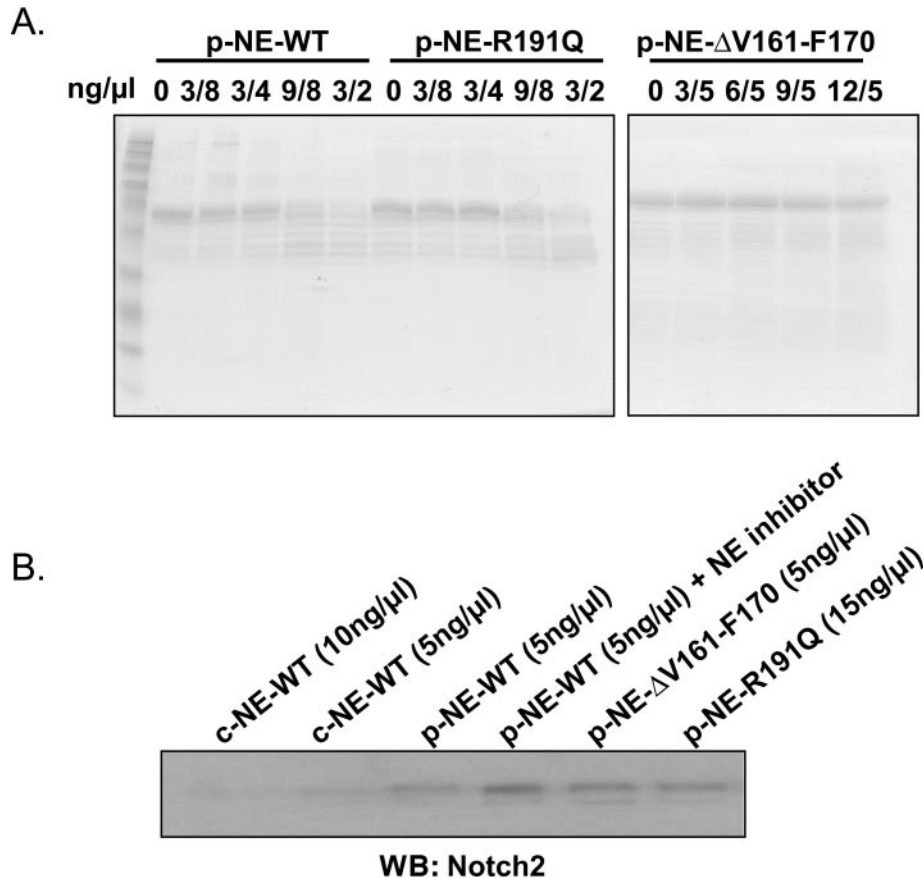 A.
p-NE-WT p-NE-R191Q p-NE-ΔV161-F170
ng/µl 0 3/8 3/4 9/8 3/2 0 3/8 3/4 9/8 3/2 0 3/5 6/5 9/5 12/5
B.
c-NE-WT (10ng/µl)
c-NE-WT (5ng/µl)
p-NE-WT (5ng/µl)
p-NE-WT (5ng/µl) + NE inhibitor
p-NE-ΔV161-F170 (5ng/µl)
p-NE-R191Q (15ng/µl)
WB: Notch2